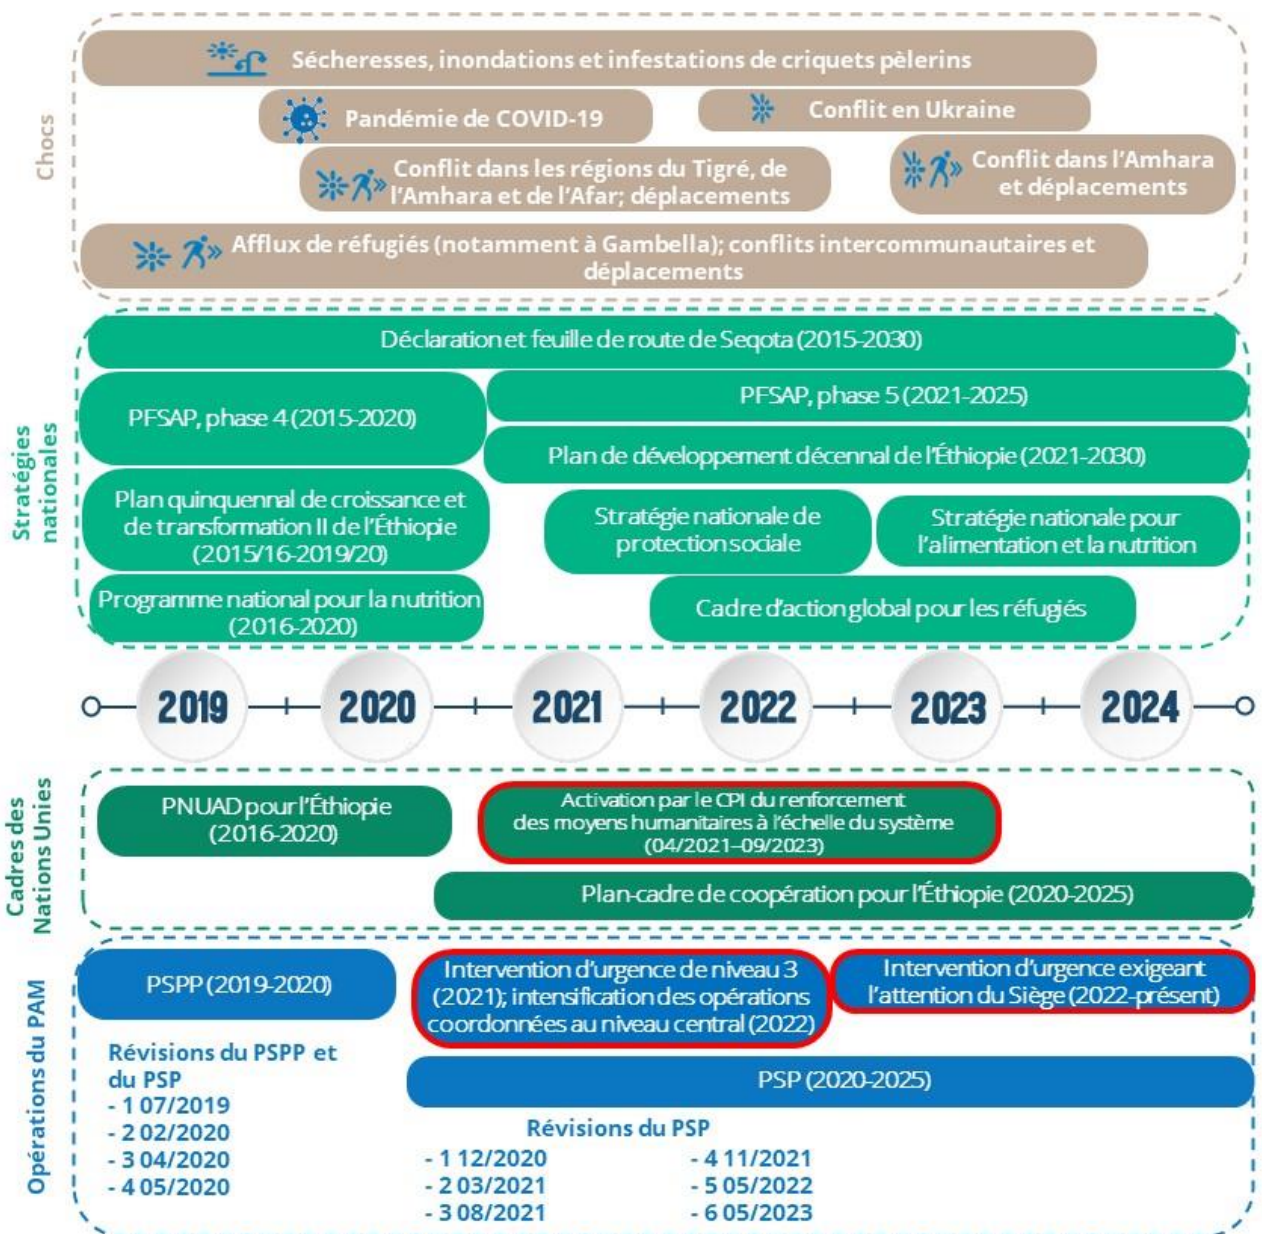 Chocs
Sécheresses, inondations et infestations de criquets pèlerins
Pandémie de COVID-19
Conflit en Ukraine
Conflit dans les régions du Tigré, de
l'Amhara et de l'Afar; déplacements
Conflit dans l'Amhara
et déplacements
Afflux de réfugiés (notamment à Gambella); conflits intercommunautaires et
déplacements
Stratégies
nationales
Déclaration et feuille de route de Seqota (2015-2030)
PFSAP, phase 4 (2015-2020)
PFSAP, phase 5 (2021-2025)
Plan de développement décennal de l'Éthiopie (2021-2030)
Plan quinquennal de croissance et
de transformation II de l'Éthiopie
(2015/16-2019/20)
Stratégie nationale de
protection sociale
Stratégie nationale pour
l'alimentation et la nutrition
Programme national pour la nutrition
(2016-2020)
Cadre d'action global pour les réfugiés
2019
2020
2021
2022
2023
2024
Cadres des
Nations Unies
PNUAD pour l'Éthiopie
(2016-2020)
Activation par le CPI du renforcement
des moyens humanitaires à l'échelle du système
(04/2021–09/2023)
Plan-cadre de coopération pour l'Éthiopie (2020-2025)
Opérations du PAM
PSPP (2019-2020)
Intervention d'urgence de niveau 3
(2021); intensification des opérations
coordonnées au niveau central (2022)
Intervention d'urgence exigeant
l'attention du Siège (2022-présent)
Révisions du PSPP et
du PSP
- 1 07/2019
- 2 02/2020
- 3 04/2020
- 4 05/2020
PSP (2020-2025)
Révisions du PSP
- 1 12/2020
- 2 03/2021
- 3 08/2021
- 4 11/2021
- 5 05/2022
- 6 05/2023